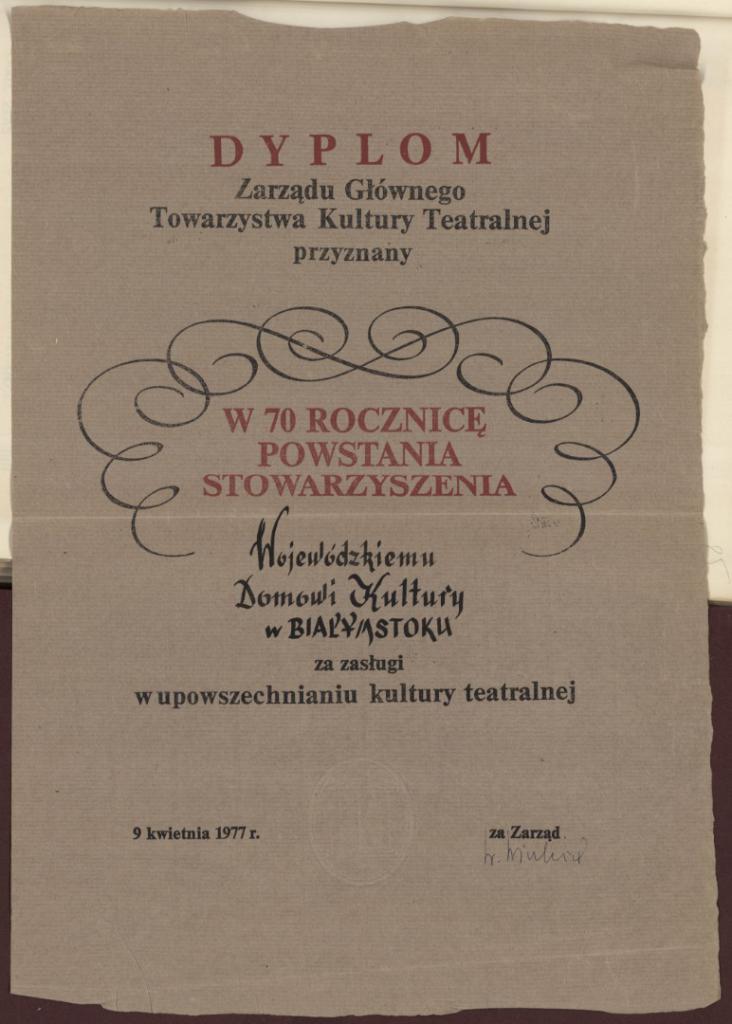 DYPLOM
Zarządu Głównego
Towarzystwa Kultury Teatralnej
przyznany
W 70 ROCZNICĘ
POWSTANIA
STOWARZYSZENIA
Wojewódzkiemu
Domowi Kultury
w BIAŁYMSTOKU
za zasługi
w upowszechnianiu kultury teatralnej
9 kwietnia 1977 r.
za Zarząd